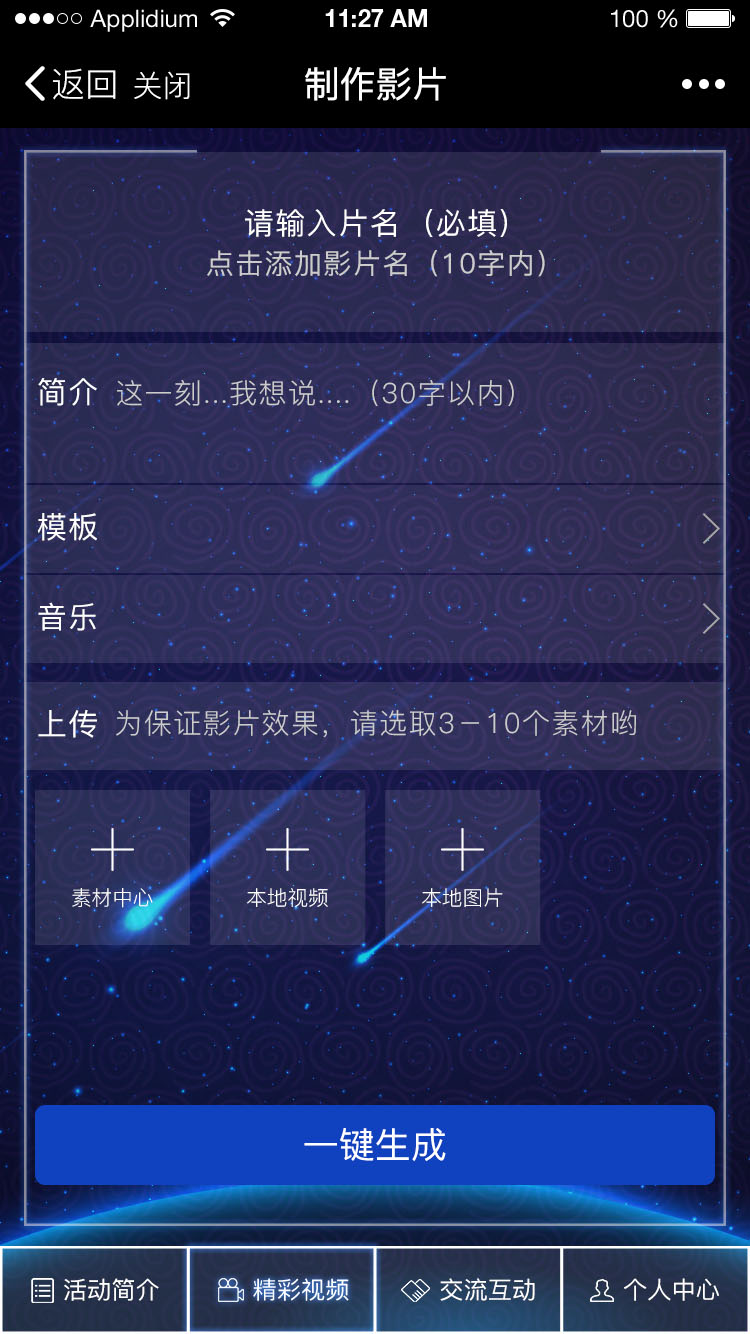 Applidium 11:27 AM 100 %
返回 关闭 制作影片
请输入片名（必填）
点击添加影片名（10字内）
简介 这一刻...我想说....（30字以内）
模板
音乐
上传 为保证影片效果，请选取3－10个素材哟
素材中心 本地视频 本地图片
一键生成
活动简介 精彩视频 交流互动 个人中心